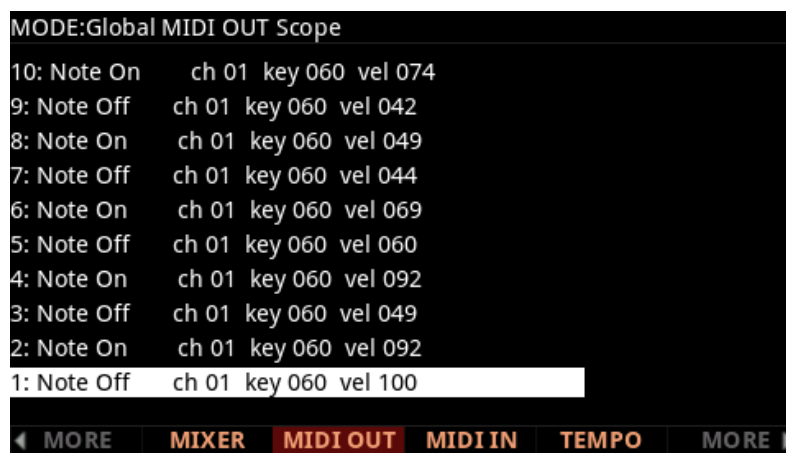 MODE:Global MIDI OUT Scope
10: Note On ch 01 key 060 vel 074
9: Note Off ch 01 key 060 vel 042
8: Note On ch 01 key 060 vel 049
7: Note Off ch 01 key 060 vel 044
6: Note On ch 01 key 060 vel 069
5: Note Off ch 01 key 060 vel 060
4: Note On ch 01 key 060 vel 092
3: Note Off ch 01 key 060 vel 049
2: Note On ch 01 key 060 vel 092
1: Note Off ch 01 key 060 vel 100
MORE MIXER MIDI OUT MIDI IN TEMPO MORE